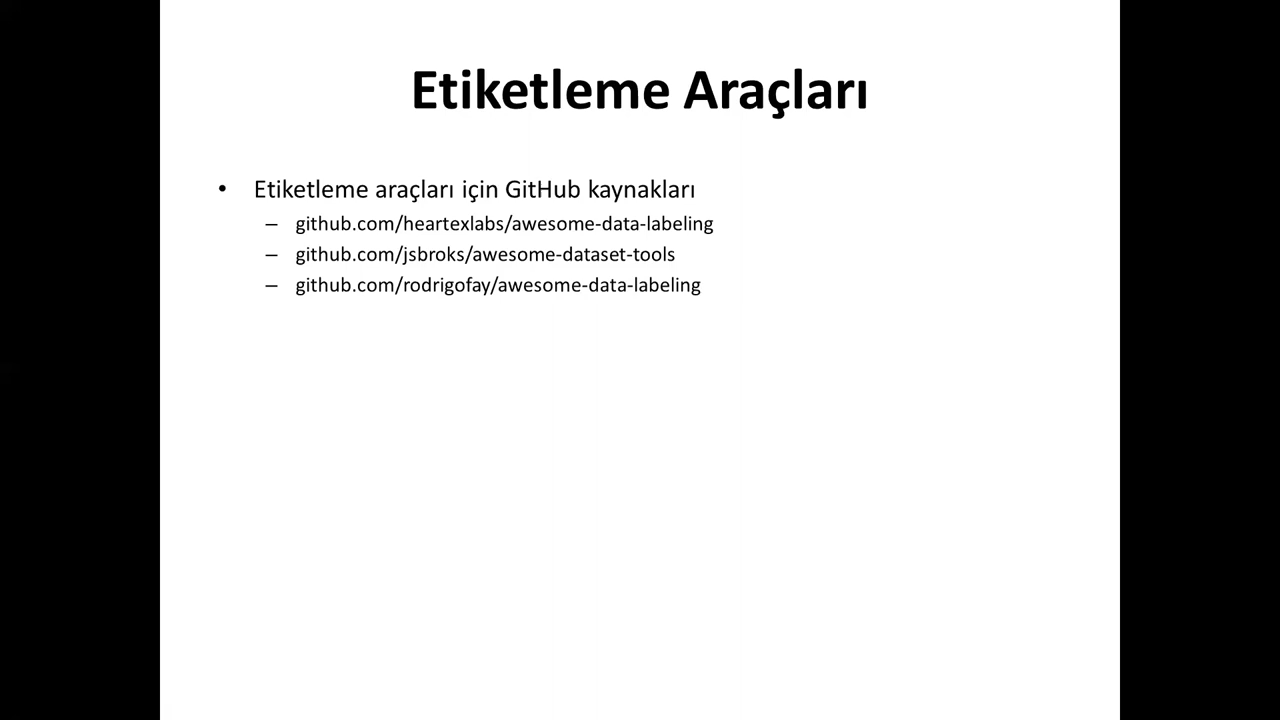 Etiketleme Araçları
• Etiketleme araçları için GitHub kaynakları
– github.com/heartexlabs/awesome-data-labeling
– github.com/jsbroks/awesome-dataset-tools
– github.com/rodrigofay/awesome-data-labeling